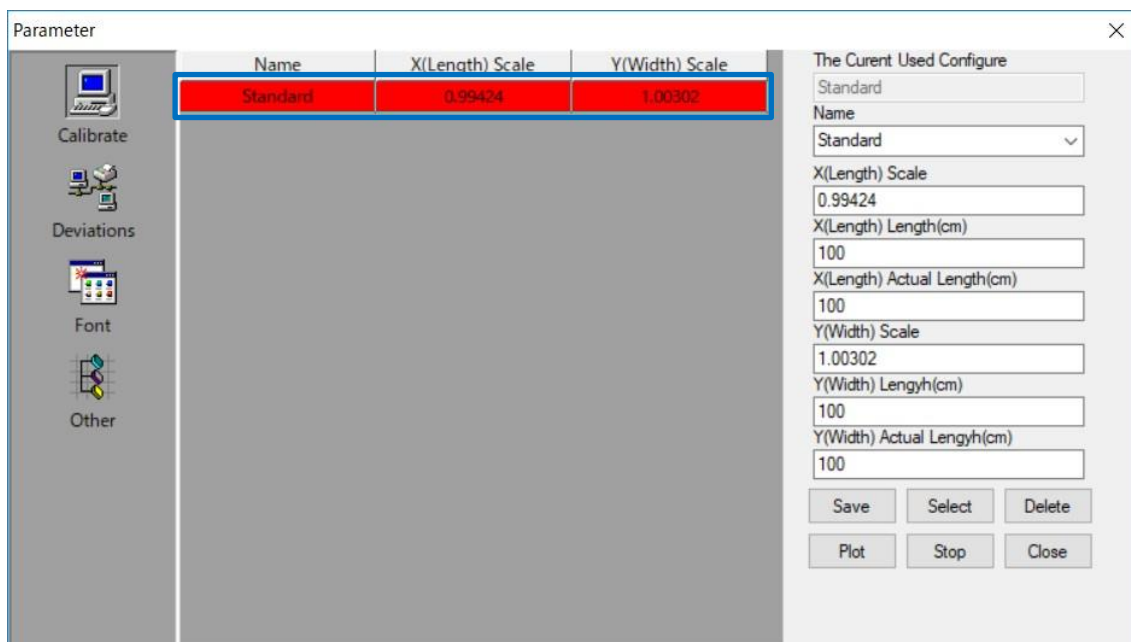 Parameter
Calibrate
Deviations
Font
Other
Name X(Length) Scale Y(Width) Scale
Standard 0.99424 1.00302
The Curent Used Configure
Standard
Name
Standard
X(Length) Scale
0.99424
X(Length) Length(cm)
100
X(Length) Actual Length(cm)
100
Y(Width) Scale
1.00302
Y(Width) Lengyh(cm)
100
Y(Width) Actual Lengyh(cm)
100
Save Select Delete
Plot Stop Close